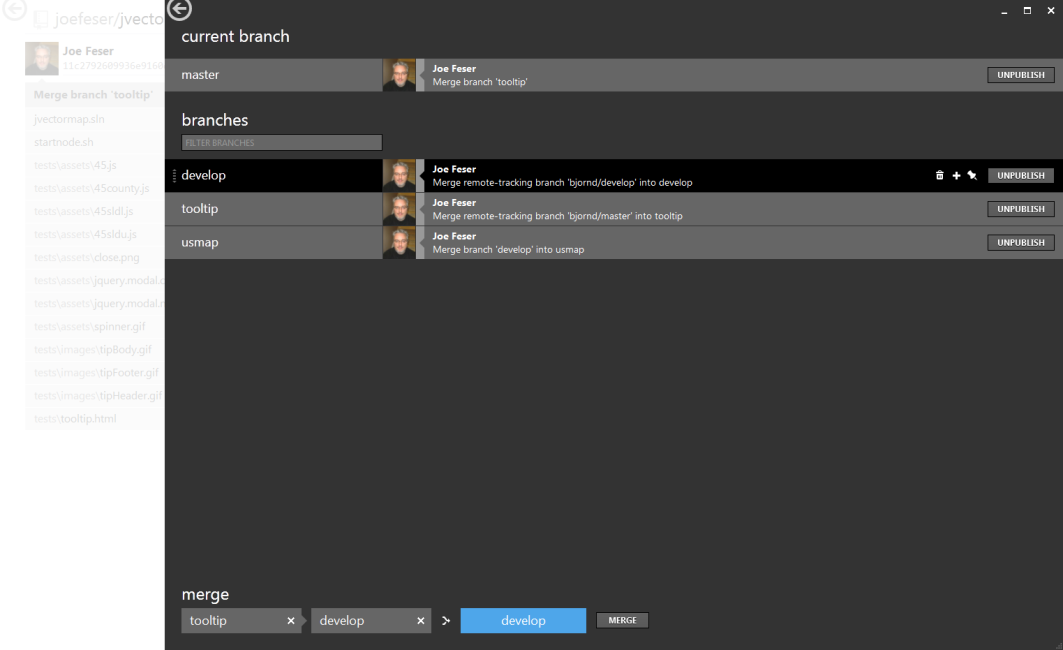 joefeser/jvecto
Joe Feser
Merge branch 'tooltip'
jvectormap.sln
startnode.sh
tests\assets\45.js
tests\assets\45county.js
tests\assets\45sldl.js
tests\assets\45sldu.js
tests\assets\close.png
tests\assets\jquery.modal.
tests\assets\jquery.modal.
tests\assets\spinner.gif
tests\images\tipBody.gif
tests\images\tipFooter.gif
tests\images\tipHeader.gif
tests\tooltip.html
current branch
master
Joe Feser
Merge branch 'tooltip'
UNPUBLISH
branches
FILTER BRANCHES
develop
Joe Feser
Merge remote-tracking branch 'bjornd/develop' into develop
UNPUBLISH
tooltip
Joe Feser
Merge remote-tracking branch 'bjornd/master' into tooltip
UNPUBLISH
usmap
Joe Feser
Merge branch 'develop' into usmap
UNPUBLISH
merge
tooltip
develop
develop
MERGE